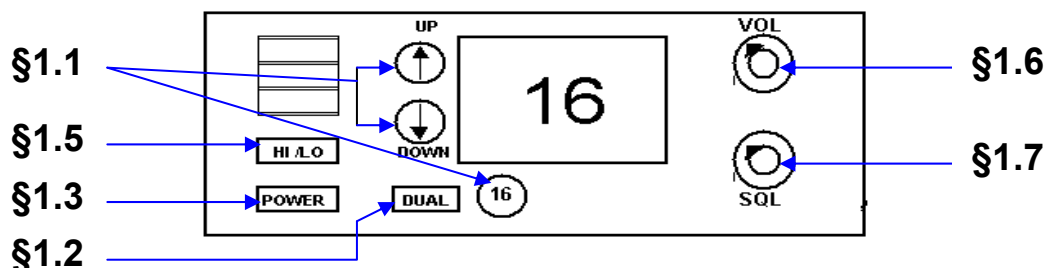 UP
VOL
§1.1
§1.6
16
§1.5
HI /LO
DOWN
§1.7
§1.3
POWER
DUAL
16
SQL
§1.2